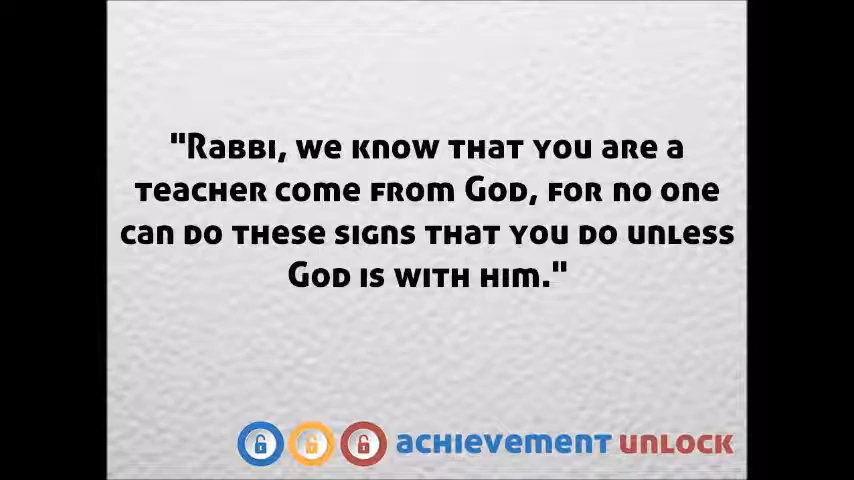 "Rabbi, we know that you are a
teacher come from God, for no one
can do these signs that you do unless
God is with him."
achievement unlock